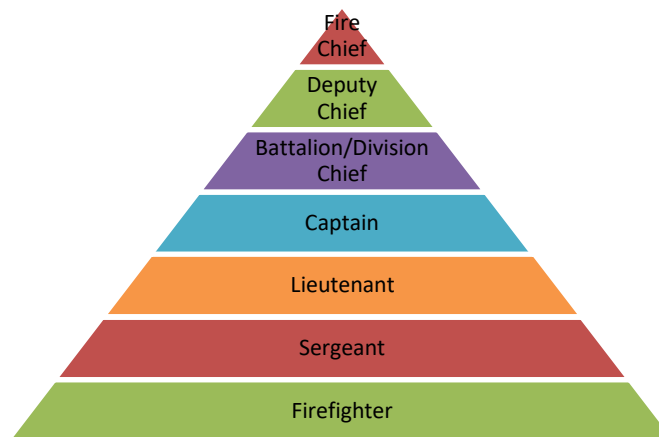 Fire
Chief
Deputy
Chief
Battalion/Division
Chief
Captain
Lieutenant
Sergeant
Firefighter